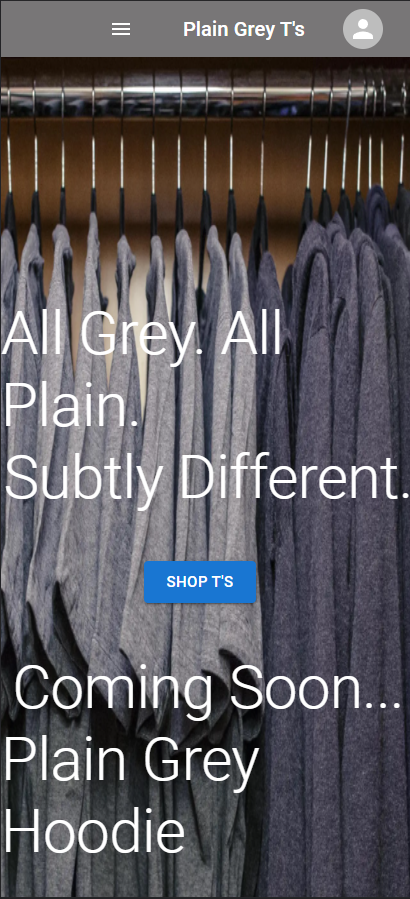 Plain Grey T's
All Grey. All
Plain.
Subtly Different.
SHOP T'S
Coming Soon...
Plain Grey
Hoodie